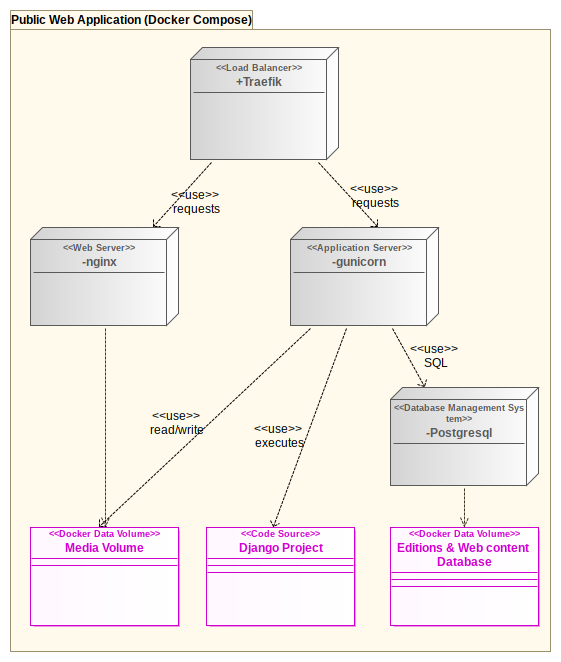 Public Web Application (Docker Compose)
<<Load Balancer>>
+Traefik
<<use>>
requests
<<use>>
requests
<<Web Server>>
-nginx
<<Application Server>>
-gunicorn
<<use>>
SQL
<<use>>
read/write
<<use>>
executes
<<Database Management Sys
tem>>
-Postgresql
<<Docker Data Volume>>
Media Volume
<<Code Source>>
Django Project
<<Docker Data Volume>>
Editions & Web content
Database